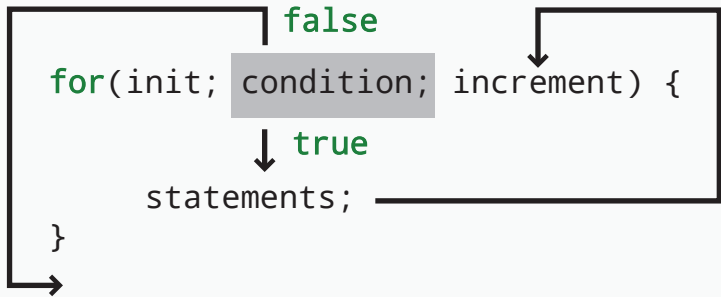 false
for(init; condition; increment) {
true
statements;
}